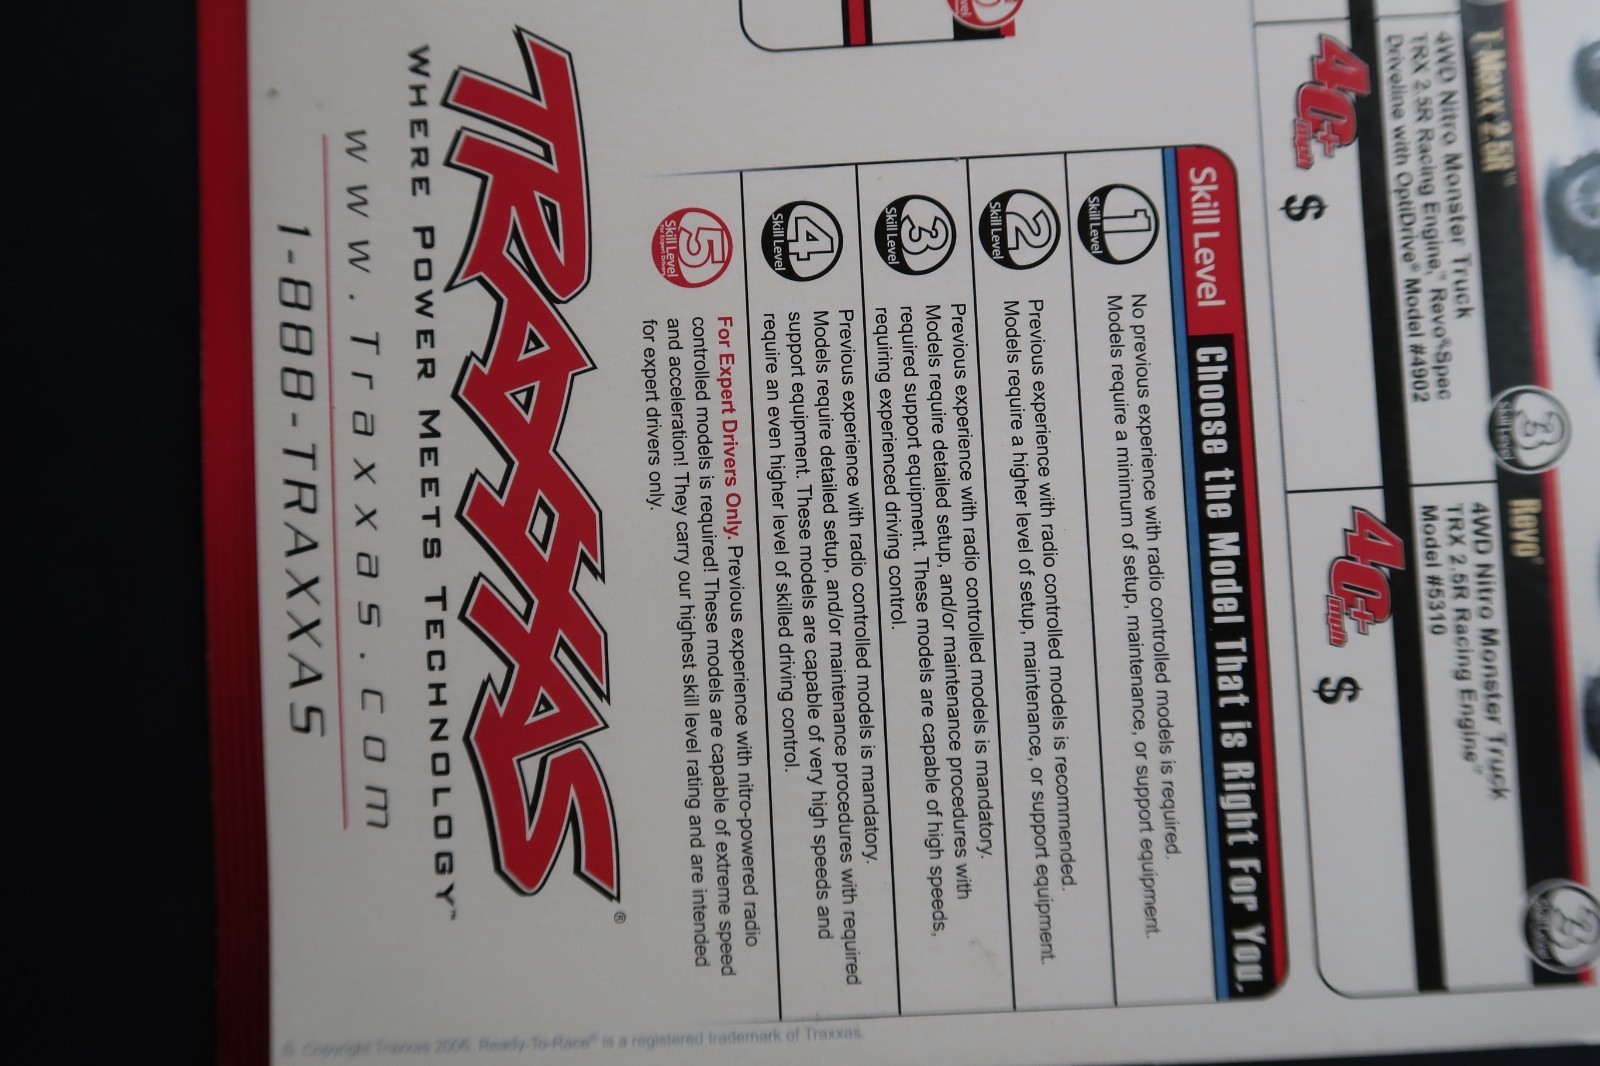 T-Maxx 2.5R™
4WD Nitro Monster Truck
TRX 2.5R Racing Engine,™ Revo® Spec
Driveline with OptiDrive® Model #4902
40+
mph
$
3
Skill Level
Revo®
4WD Nitro Monster Truck
TRX 2.5R Racing Engine™
Model #5310
40+
mph
$
Skill Level Choose the Model That is Right For You.
1
Skill Level
No previous experience with radio controlled models is required.
Models require a minimum of setup, maintenance, or support equipment.
2
Skill Level
Previous experience with radio controlled models is recommended.
Models require a higher level of setup, maintenance, or support equipment.
3
Skill Level
Previous experience with radio controlled models is mandatory.
Models require detailed setup, and/or maintenance procedures with
required support equipment. These models are capable of high speeds,
requiring experienced driving control.
4
Skill Level
Previous experience with radio controlled models is mandatory.
Models require detailed setup, and/or maintenance procedures with required
support equipment. These models are capable of very high speeds and
require an even higher level of skilled driving control.
5
Skill Level
For Expert Drivers Only
For Expert Drivers Only. Previous experience with nitro-powered radio
controlled models is required! These models are capable of extreme speed
and acceleration! They carry our highest skill level rating and are intended
for expert drivers only.
TRAXXAS®
WHERE POWER MEETS TECHNOLOGY™
www.Traxxas.com
1-888-TRAXXAS
© Copyright Traxxas 2006. Ready-To-Race® is a registered trademark of Traxxas.